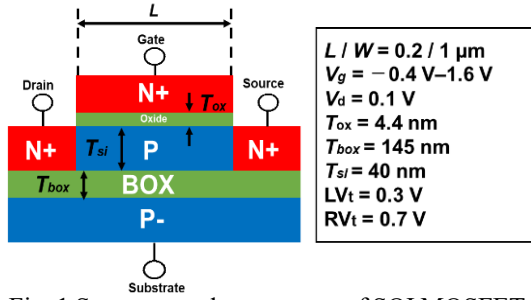 L
Gate
Drain
Source
N+
Tox
Oxide
N+
Tsi
P
N+
Tbox
BOX
P-
Substrate
L / W = 0.2 / 1 μm
Vg = −0.4 V–1.6 V
Vd = 0.1 V
Tox = 4.4 nm
Tbox = 145 nm
Tsi = 40 nm
LVt = 0.3 V
RVt = 0.7 V